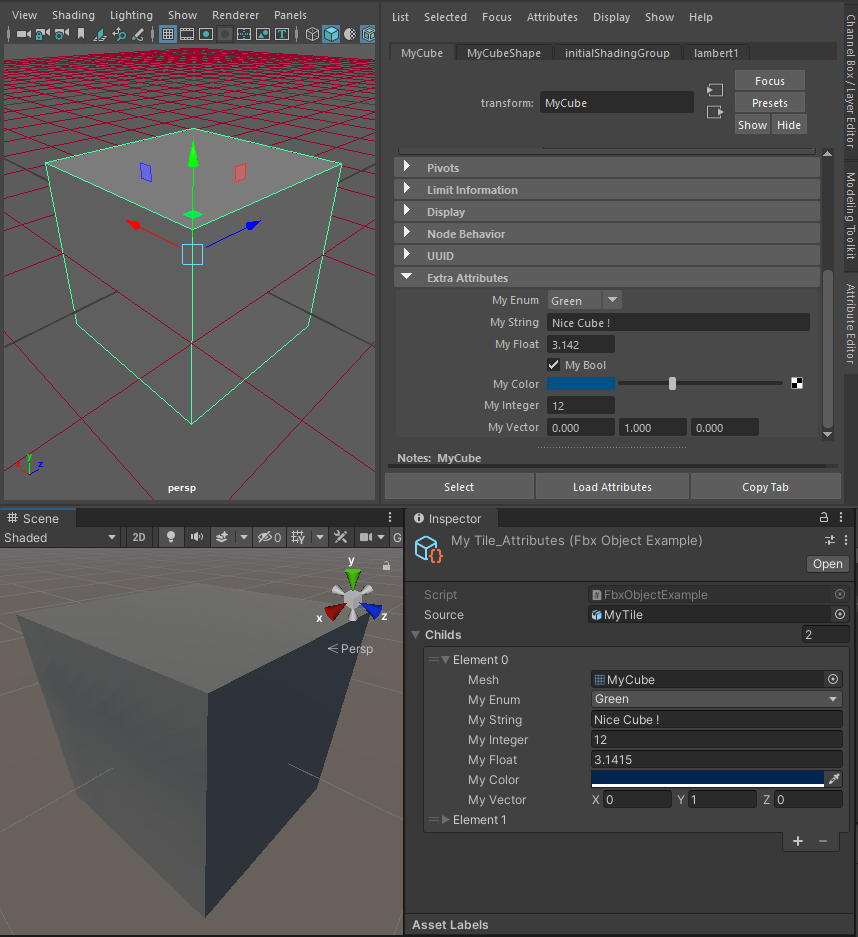 View Shading Lighting Show Renderer Panels
persp
x y z
List Selected Focus Attributes Display Show Help
MyCube MyCubeShape initialShadingGroup lambert1
transform: MyCube
Focus
Presets
Show Hide
Pivots
Limit Information
Display
Node Behavior
UUID
Extra Attributes
My Enum Green
My String Nice Cube !
My Float 3.142
My Bool
My Color
My Integer 12
My Vector 0.000 1.000 0.000
Notes: MyCube
Select Load Attributes Copy Tab
Channel Box / Layer Editor
Modeling Toolkit
Attribute Editor
Scene
Shaded 2D 0 G
y
x z
Persp
Inspector
My Tile_Attributes (Fbx Object Example)
Open
Script FbxObjectExample
Source MyTile
Childs 2
Element 0
Mesh MyCube
My Enum Green
My String Nice Cube !
My Integer 12
My Float 3.1415
My Color
My Vector X 0 Y 1 Z 0
Element 1
Asset Labels